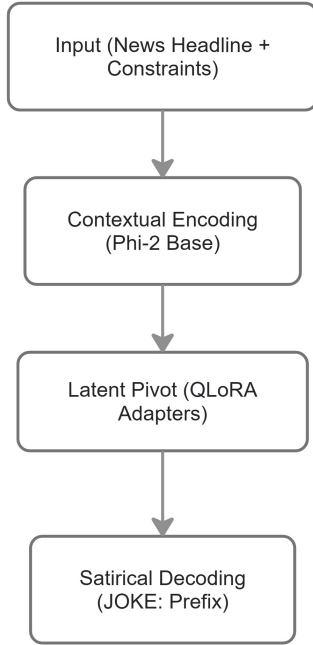 Input (News Headline +
Constraints)
Contextual Encoding
(Phi-2 Base)
Latent Pivot (QLoRA
Adapters)
Satirical Decoding
(JOKE: Prefix)